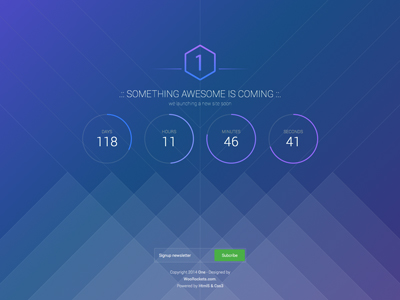 1
.:: SOMETHING AWESOME IS COMING ::.
we launching a new site soon
DAYS
118
HOURS
11
MINUTES
46
SECONDS
41
Signup newsletter
Subcribe
Copyright 2014 One - Designed by
WooRockets.com
Powered by Html5 & Css3